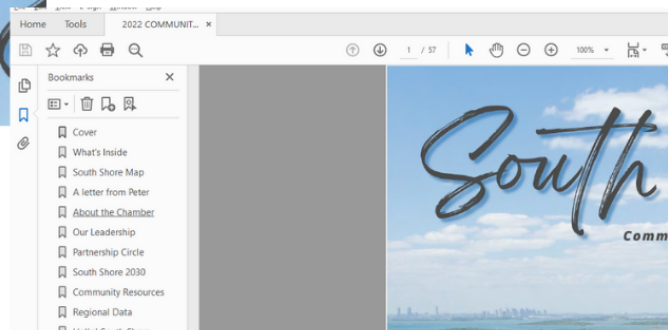 Home Tools 2022 COMMUNIT... ×
1 / 57 100%
Bookmarks ×
Cover
What's Inside
South Shore Map
A letter from Peter
About the Chamber
Our Leadership
Partnership Circle
South Shore 2030
Community Resources
Regional Data
South
Comm